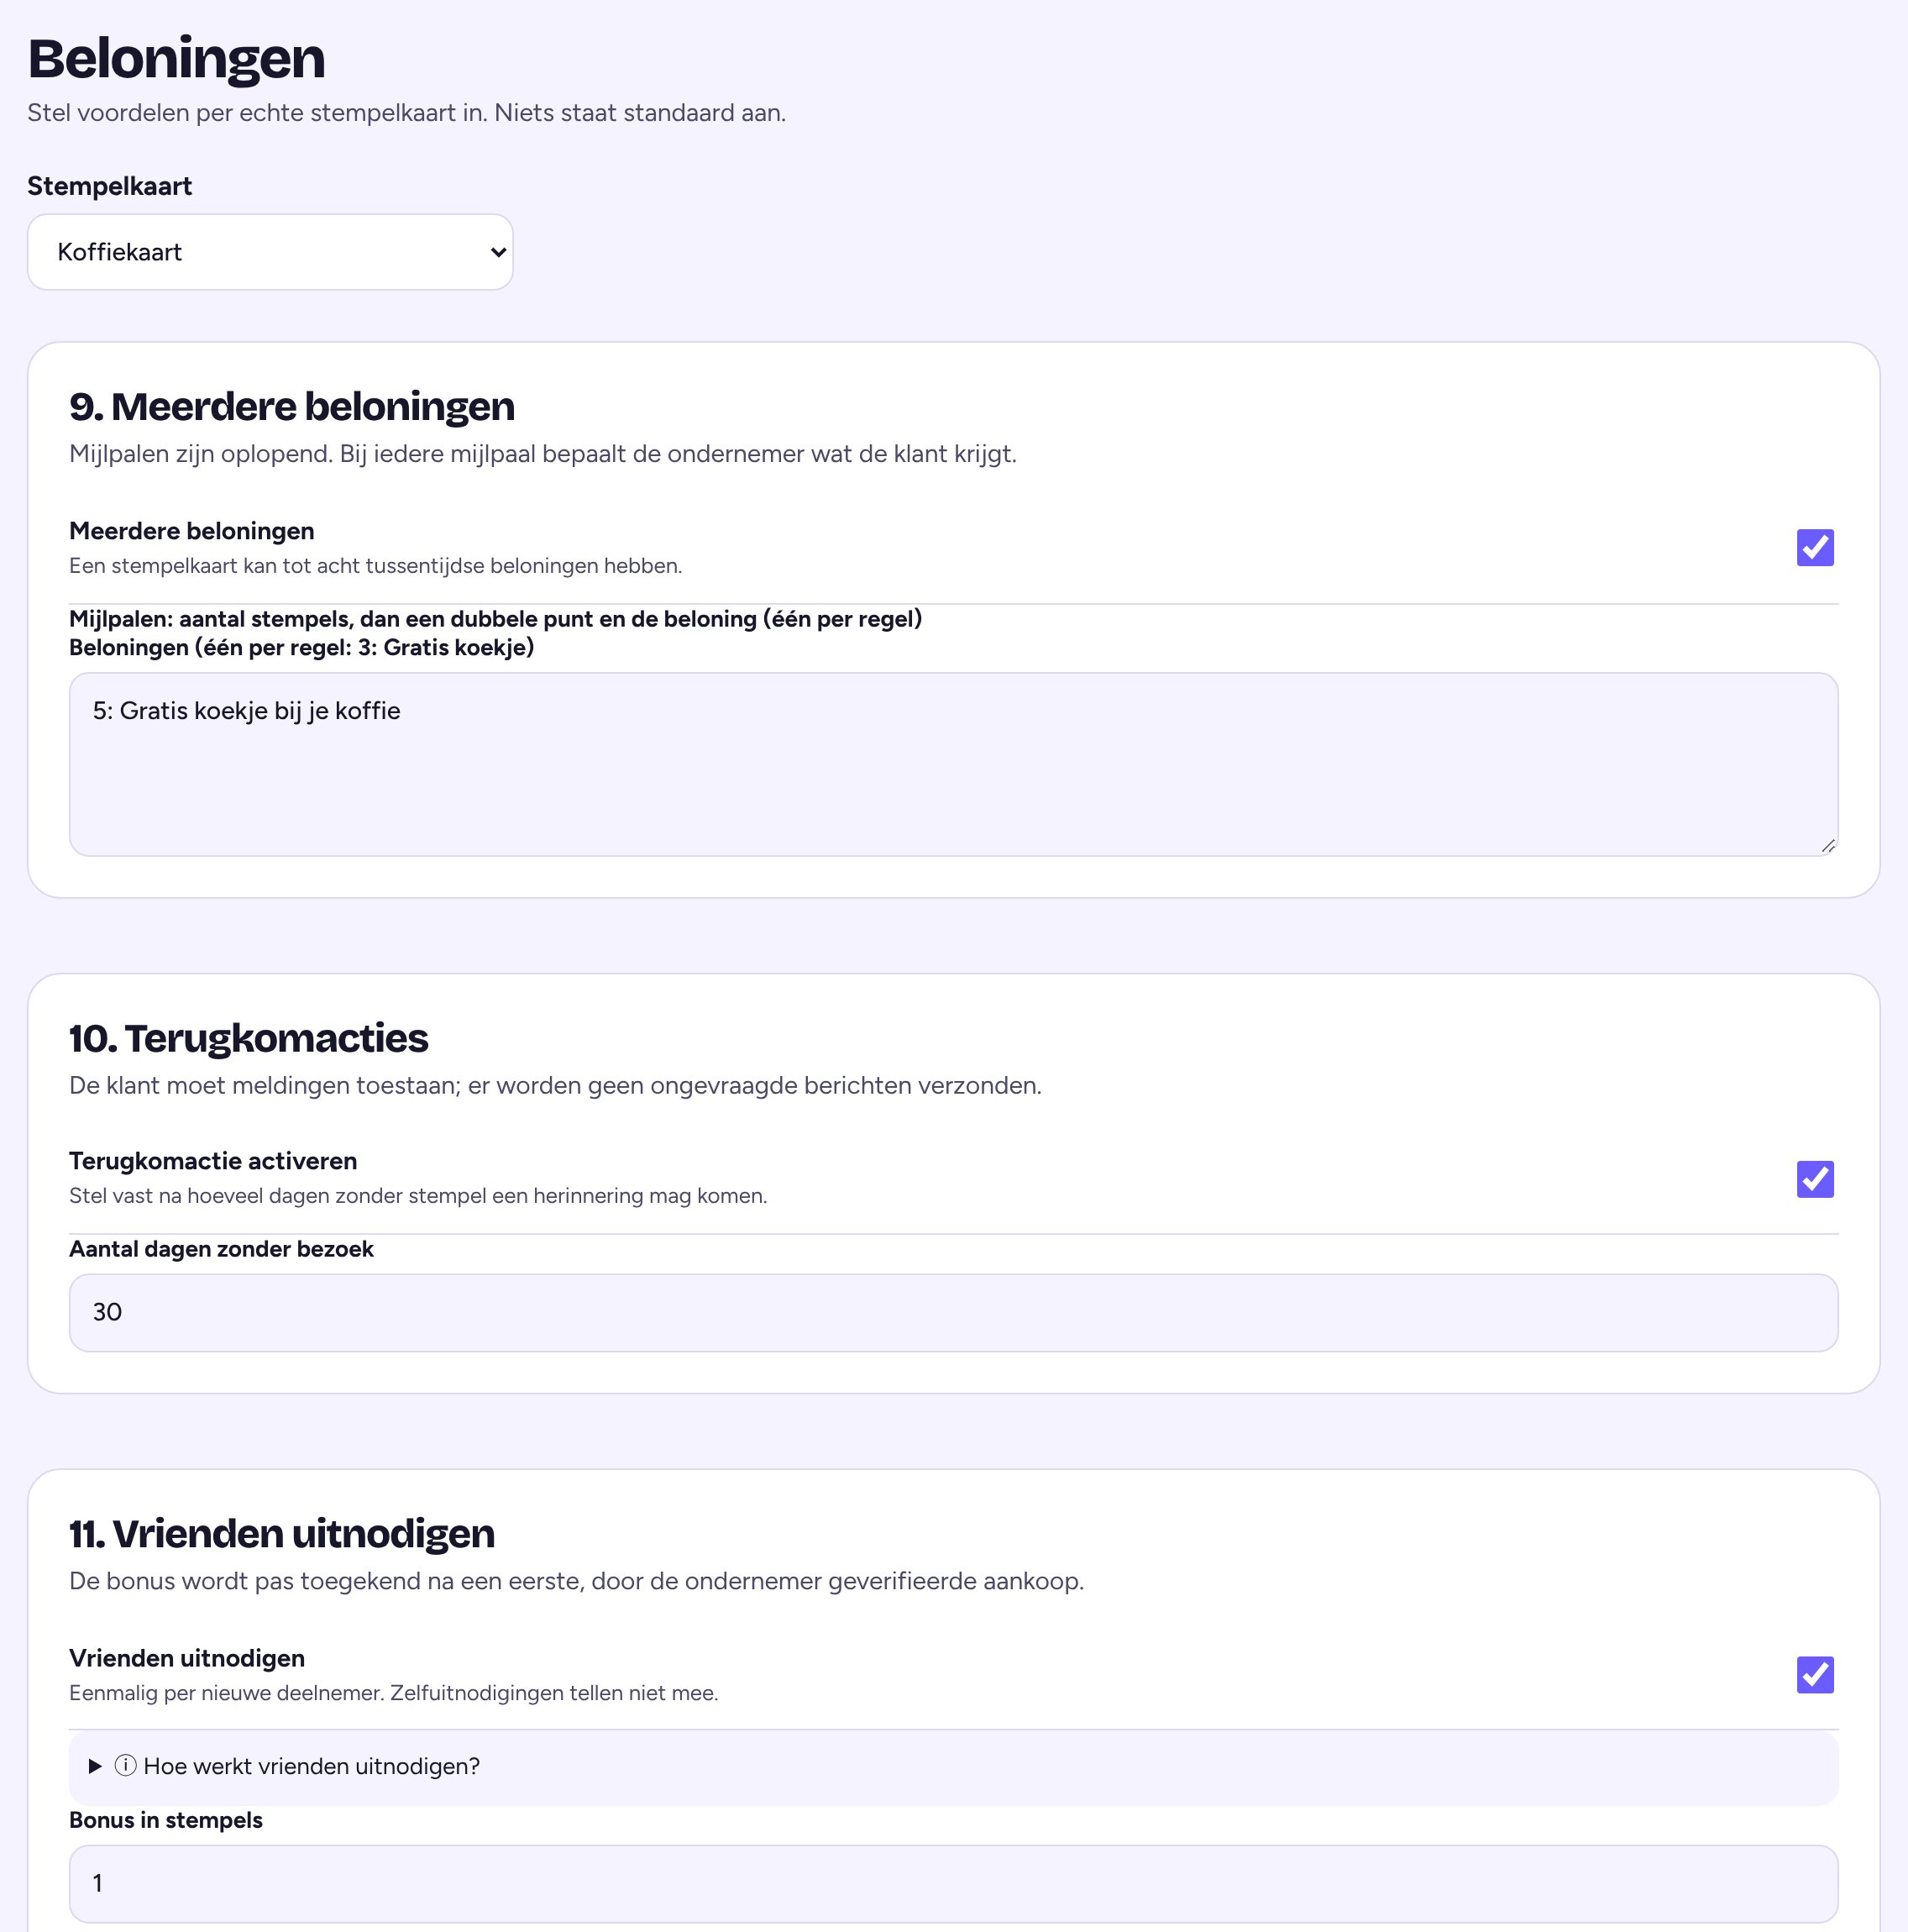 Beloningen
Stel voordelen per echte stempelkaart in. Niets staat standaard aan.
Stempelkaart
Koffiekaart
9. Meerdere beloningen
Mijlpalen zijn oplopend. Bij iedere mijlpaal bepaalt de ondernemer wat de klant krijgt.
Meerdere beloningen
Een stempelkaart kan tot acht tussentijdse beloningen hebben.
Mijlpalen: aantal stempels, dan een dubbele punt en de beloning (één per regel)
Beloningen (één per regel: 3: Gratis koekje)
5: Gratis koekje bij je koffie
10. Terugkomacties
De klant moet meldingen toestaan; er worden geen ongevraagde berichten verzonden.
Terugkomactie activeren
Stel vast na hoeveel dagen zonder stempel een herinnering mag komen.
Aantal dagen zonder bezoek
30
11. Vrienden uitnodigen
De bonus wordt pas toegekend na een eerste, door de ondernemer geverifieerde aankoop.
Vrienden uitnodigen
Eenmalig per nieuwe deelnemer. Zelfuitnodigingen tellen niet mee.
▶ ⓘ Hoe werkt vrienden uitnodigen?
Bonus in stempels
1